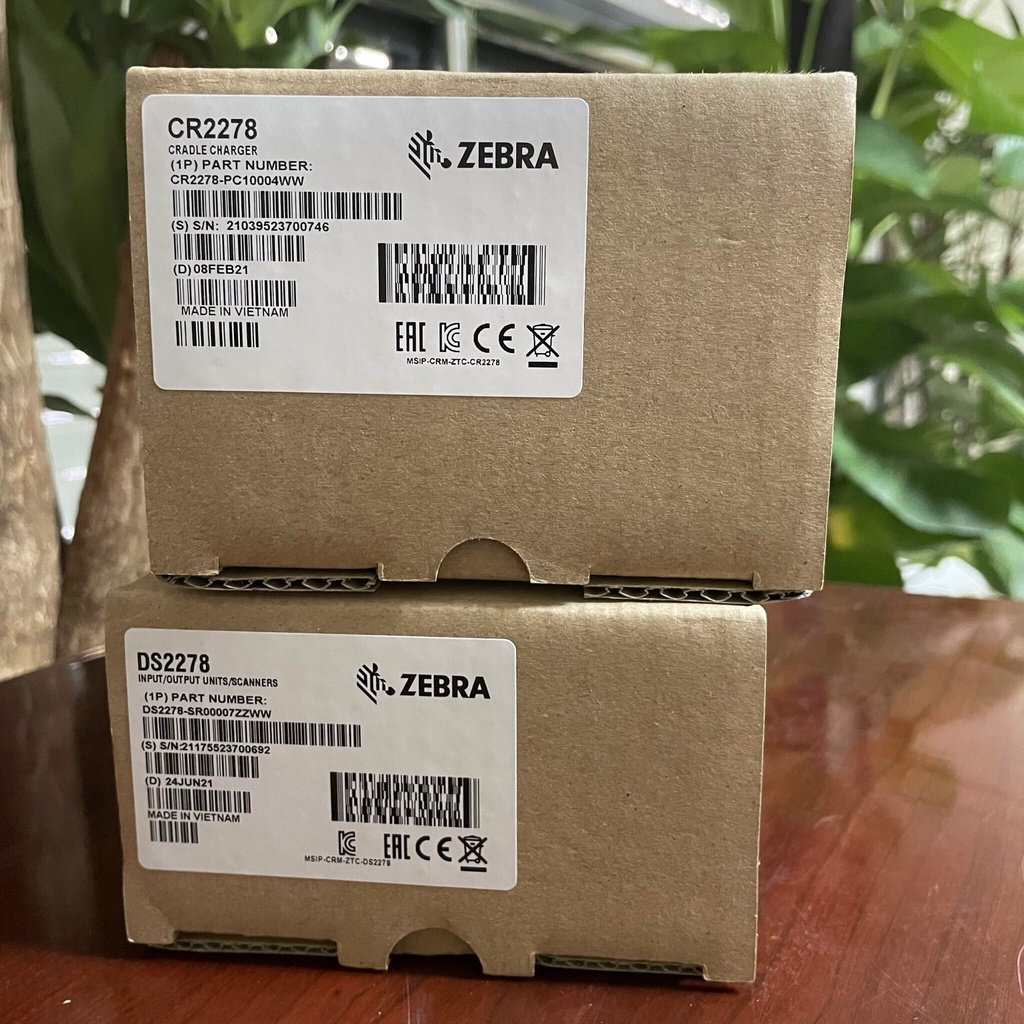 CR2278
CRADLE CHARGER
ZEBRA
(1P) PART NUMBER:
CR2278-PC10004WW
(S) S/N: 21039523700746
(D) 08FEB21
MADE IN VIETNAM
EAC CE
MSIP-CRM-ZTC-CR2278
DS2278
INPUT/OUTPUT UNITS/SCANNERS
ZEBRA
(1P) PART NUMBER:
DS2278-SR00007ZZWW
(S) S/N:21175523700692
(D) 24JUN21
MADE IN VIETNAM
EAC CE
MSIP-CRM-ZTC-DS2278